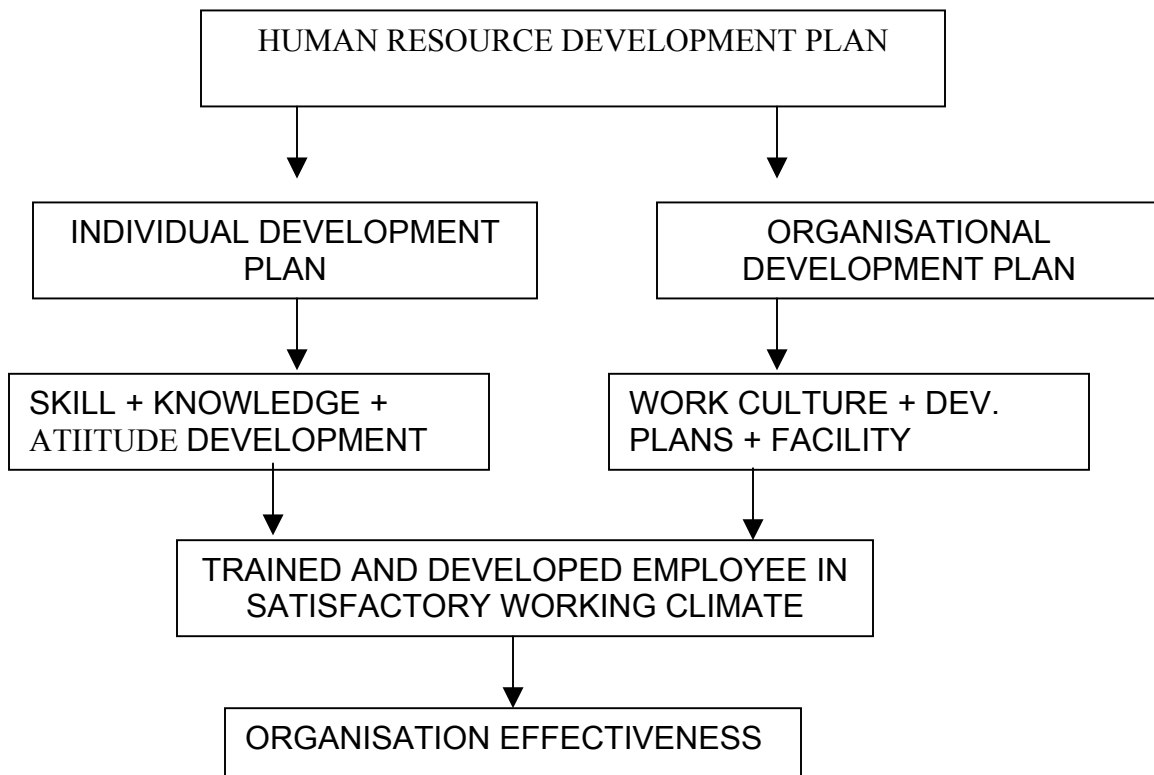 HUMAN RESOURCE DEVELOPMENT PLAN
INDIVIDUAL DEVELOPMENT
PLAN
ORGANISATIONAL
DEVELOPMENT PLAN
SKILL + KNOWLEDGE +
ATIITUDE DEVELOPMENT
WORK CULTURE + DEV.
PLANS + FACILITY
TRAINED AND DEVELOPED EMPLOYEE IN
SATISFACTORY WORKING CLIMATE
ORGANISATION EFFECTIVENESS